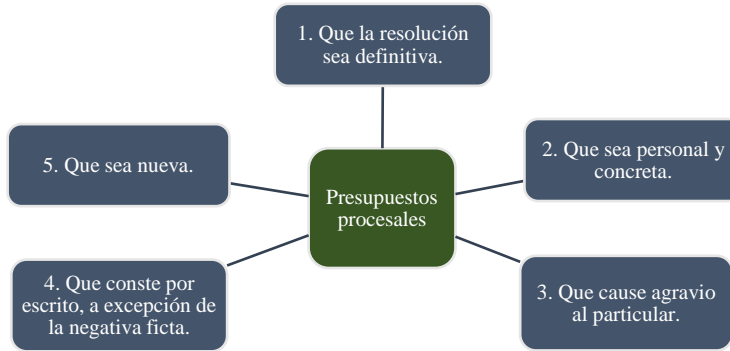 1. Que la resolución
sea definitiva.
2. Que sea personal y
concreta.
3. Que cause agravio
al particular.
4. Que conste por
escrito, a excepción de
la negativa ficta.
5. Que sea nueva.
Presupuestos
procesales